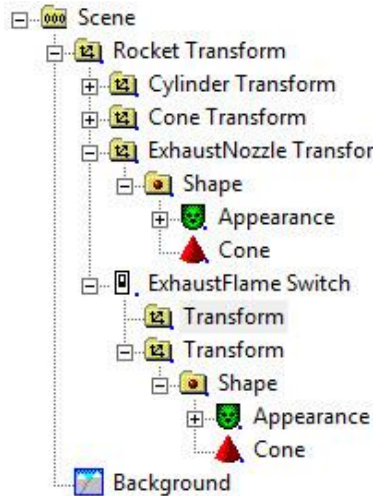 Scene
Rocket Transform
Cylinder Transform
Cone Transform
ExhaustNozzle Transfor
Shape
Appearance
Cone
ExhaustFlame Switch
Transform
Transform
Shape
Appearance
Cone
Background